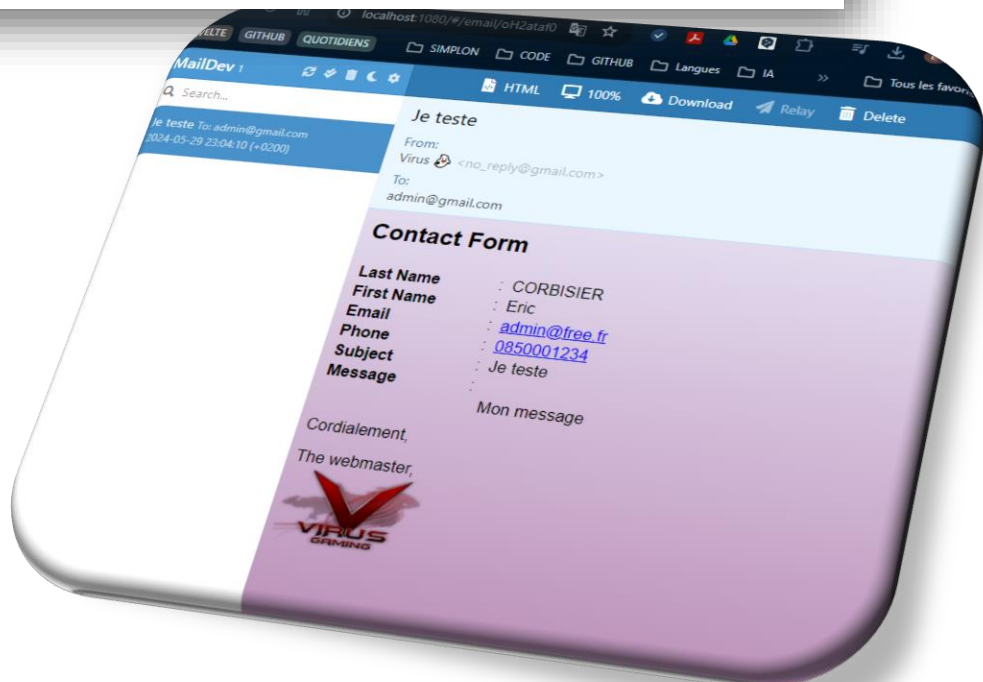 localhost:1080/#/email/oH2ataf0
GITHUB QUOTIDIENS SIMPLON CODE GITHUB Langues IA » Tous les favoris
MailDev 1 HTML 100% Download Relay Delete
Search...
Je teste To: admin@gmail.com
2024-05-29 23:04:10 (+0200)
Je teste
From:
Virus <no_reply@gmail.com>
To:
admin@gmail.com
Contact Form
Last Name : CORBISIER
First Name : Eric
Email : admin@free.fr
Phone : 0850001234
Subject : Je teste
Message :
Mon message
Cordialement,
The webmaster,
VIRUS
GAMING